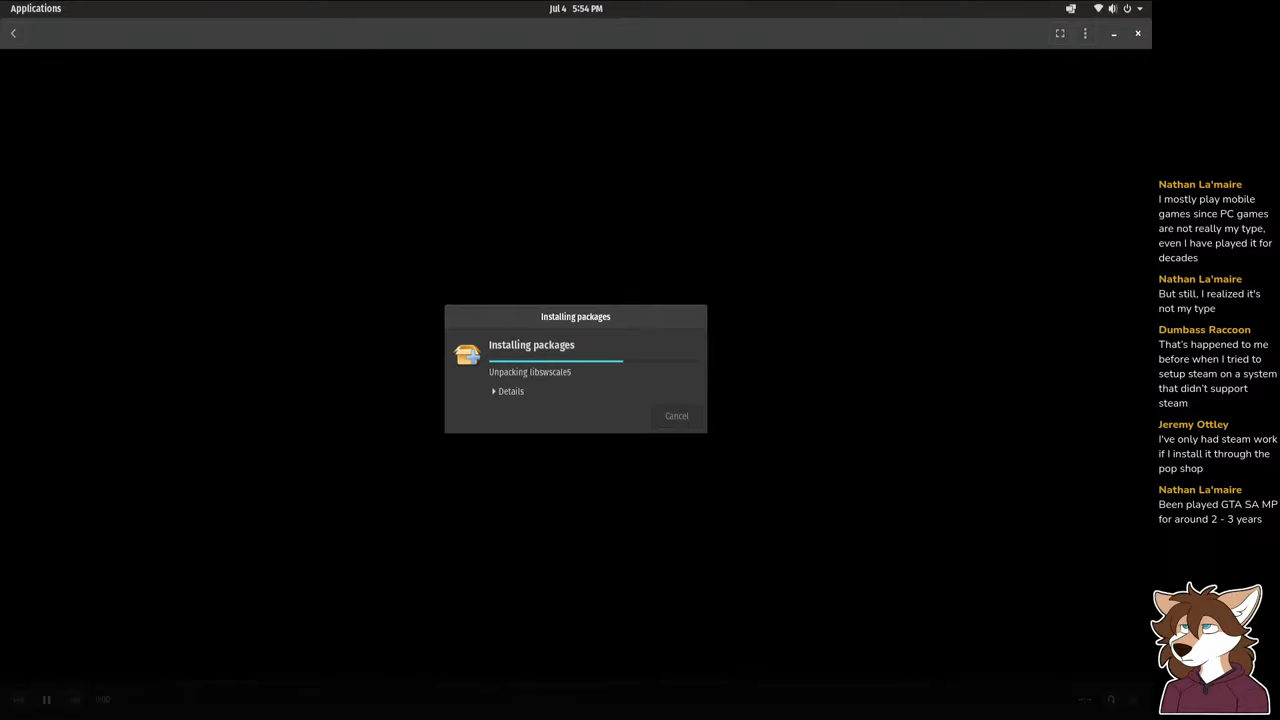 Applications
Jul 4 5:54 PM
Installing packages
Installing packages
Unpacking libswscale5
Details
Cancel
0:00
Nathan La'maire
I mostly play mobile
games since PC games
are not really my type,
even I have played it for
decades
Nathan La'maire
But still, I realized it's
not my type
Dumbass Raccoon
That's happened to me
before when I tried to
setup steam on a system
that didn't support
steam
Jeremy Ottley
I've only had steam work
if I install it through the
pop shop
Nathan La'maire
Been played GTA SA MP
for around 2 - 3 years